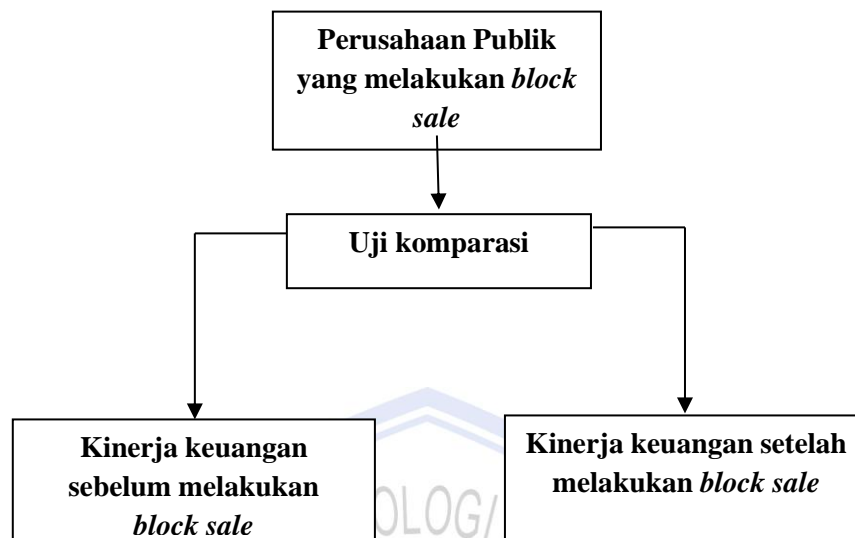 Perusahaan Publik
yang melakukan block
sale
Uji komparasi
Kinerja keuangan
sebelum melakukan
block sale
Kinerja keuangan setelah
melakukan block sale